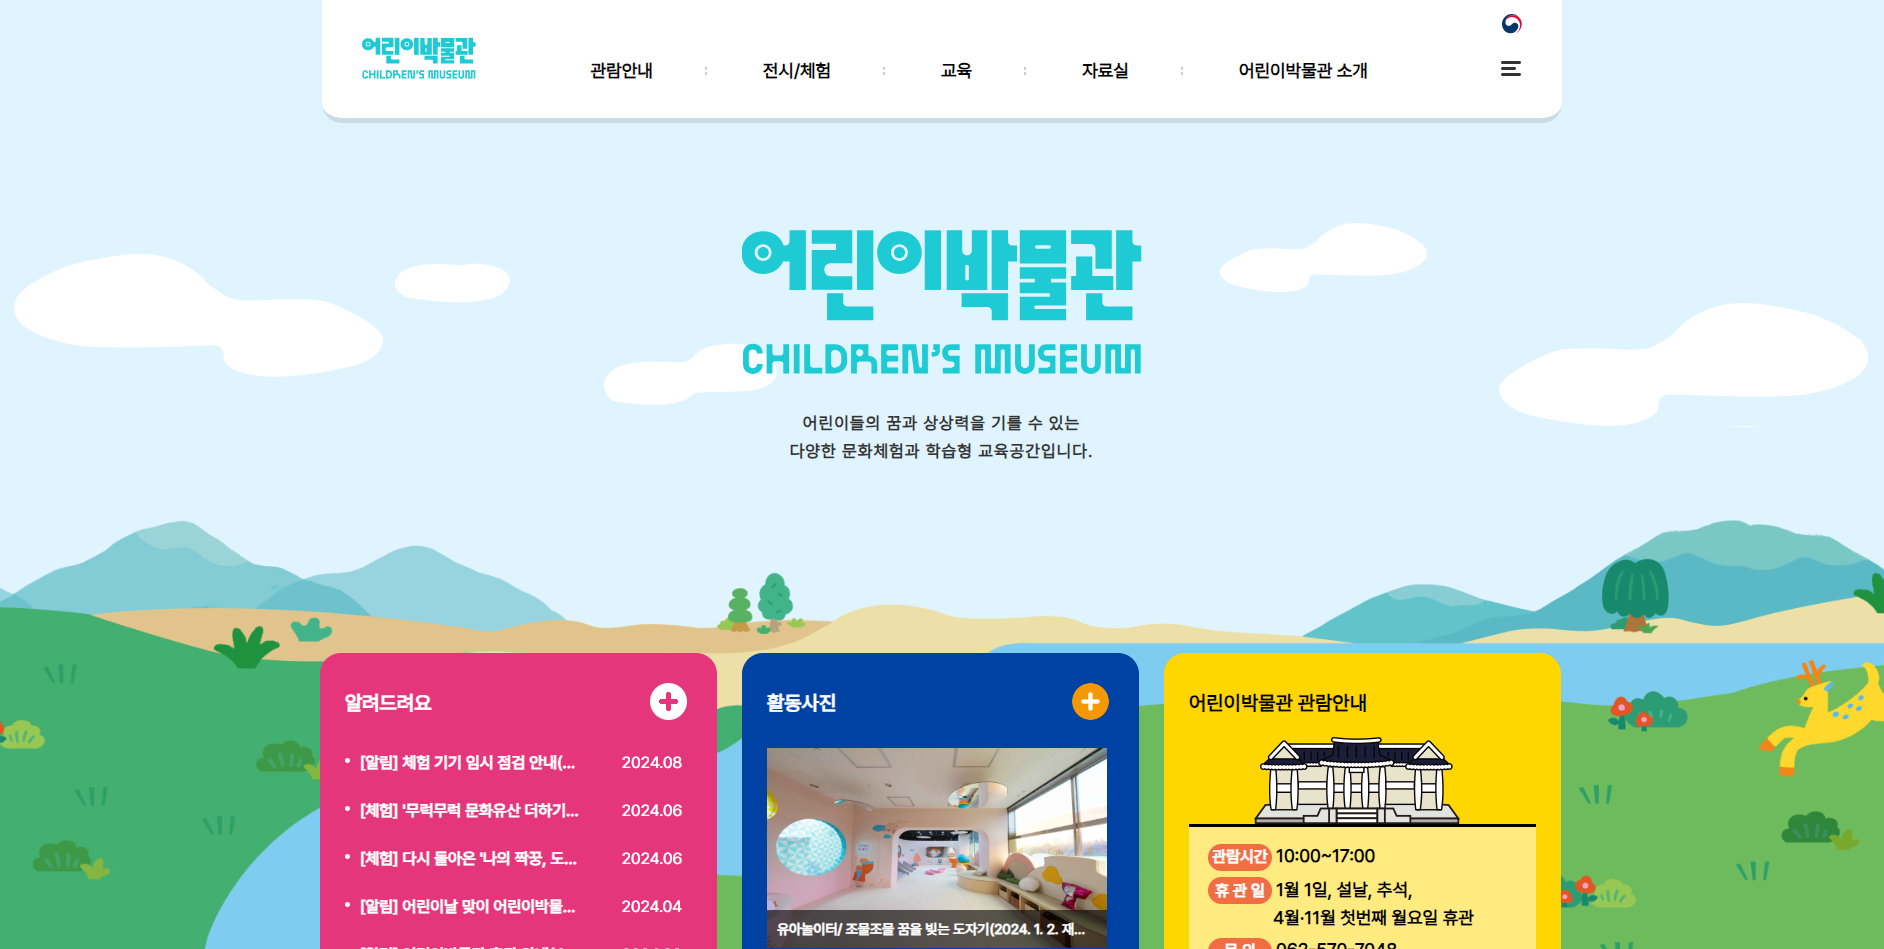 어린이박물관
CHILDREN'S MUSEUM
관람안내
전시/체험
교육
자료실
어린이박물관 소개
어린이박물관
CHILDREN'S MUSEUM
어린이들의 꿈과 상상력을 기를 수 있는
다양한 문화체험과 학습형 교육공간입니다.
알려드려요
[알림] 체험 기기 임시 점검 안내(... 2024.08
[체험] '무럭무럭 문화유산 더하기... 2024.06
[체험] 다시 돌아온 '나의 짝꿍, 도... 2024.06
[알림] 어린이날 맞이 어린이박물... 2024.04
활동사진
유아놀이터/ 조물조물 꿈을 빚는 도자기(2024. 1. 2. 재...
어린이박물관 관람안내
관람시간 10:00~17:00
휴 관 일 1월 1일, 설날, 추석,
4월·11월 첫번째 월요일 휴관
문 의 062-570-7048